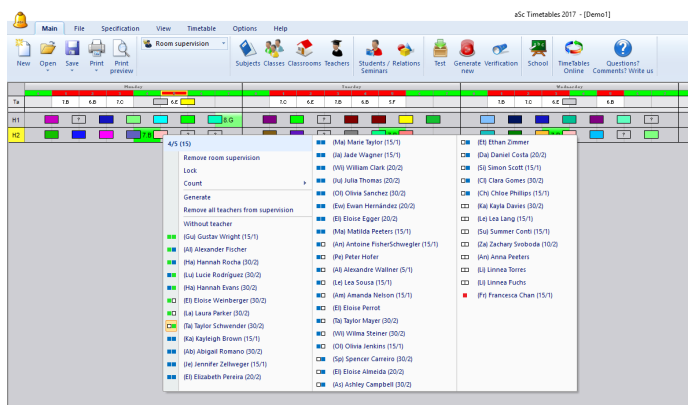 aSc Timetables 2017 - [Demo1]
Main File Specification View Timetable Options Help
New Open Save Print Print preview
Room supervision
Subjects Classes Classrooms Teachers Students / Seminars Relations
Test Generate new Verification School TimeTables Online Questions? Comments? Write us
Monday Tuesday Wednesday
Ta 7.B 6.B 7.C 6.E 7.C 6.E 7.B 6.B 5.F 7.B 7.C 6.E 6.B
H1 ? 6.G ? ? ?
H2 7.B ? ? ?
4/5 (15)
Remove room supervision
Lock
Count
Generate
Remove all teachers from supervision
Without teacher
(Gu) Gustav Wright (15/1)
(Al) Alexander Fischer
(Ha) Hannah Rocha (30/2)
(Lu) Lucie Rodríguez (30/2)
(Ha) Hannah Evans (30/2)
(El) Eloise Weinberger (30/2)
(La) Laura Parker (30/2)
(Ta) Taylor Schwender (30/2)
(Ka) Kayleigh Brown (15/1)
(Ab) Abigail Romano (30/2)
(Je) Jennifer Zellweger (15/1)
(El) Elizabeth Pereira (20/2)
(Ma) Marie Taylor (15/1)
(Ja) Jade Wagner (15/1)
(Wi) William Clark (20/2)
(Ju) Julia Thomas (20/2)
(Ol) Olivia Sanchez (30/2)
(Ew) Ewan Hernández (20/2)
(El) Eloise Egger (20/2)
(Ma) Matilda Peeters (15/1)
(An) Antoine FisherSchwegler (15/1)
(Pe) Peter Hofer
(Al) Alexandre Wallner (5/1)
(Le) Lea Sousa (15/1)
(Am) Amanda Nelson (15/1)
(El) Eloise Perrot
(Ta) Taylor Mayer (30/2)
(Wi) Wilma Steiner (30/2)
(Ol) Olivia Jenkins (15/1)
(Sp) Spencer Carreiro (30/2)
(El) Eloise Almeida (20/2)
(As) Ashley Campbell (30/2)
(Et) Ethan Zimmer
(Da) Daniel Costa (20/2)
(Si) Simon Scott (15/1)
(Cl) Clara Gomes (30/2)
(Ch) Chloe Phillips (15/1)
(Ka) Kayla Davies (30/2)
(Le) Lea Lang (15/1)
(Su) Summer Conti (15/1)
(Za) Zachary Svoboda (10/2)
(An) Anna Peeters
(Li) Linnea Torres
(Li) Linnea Fuchs
(Fr) Francesca Chan (15/1)